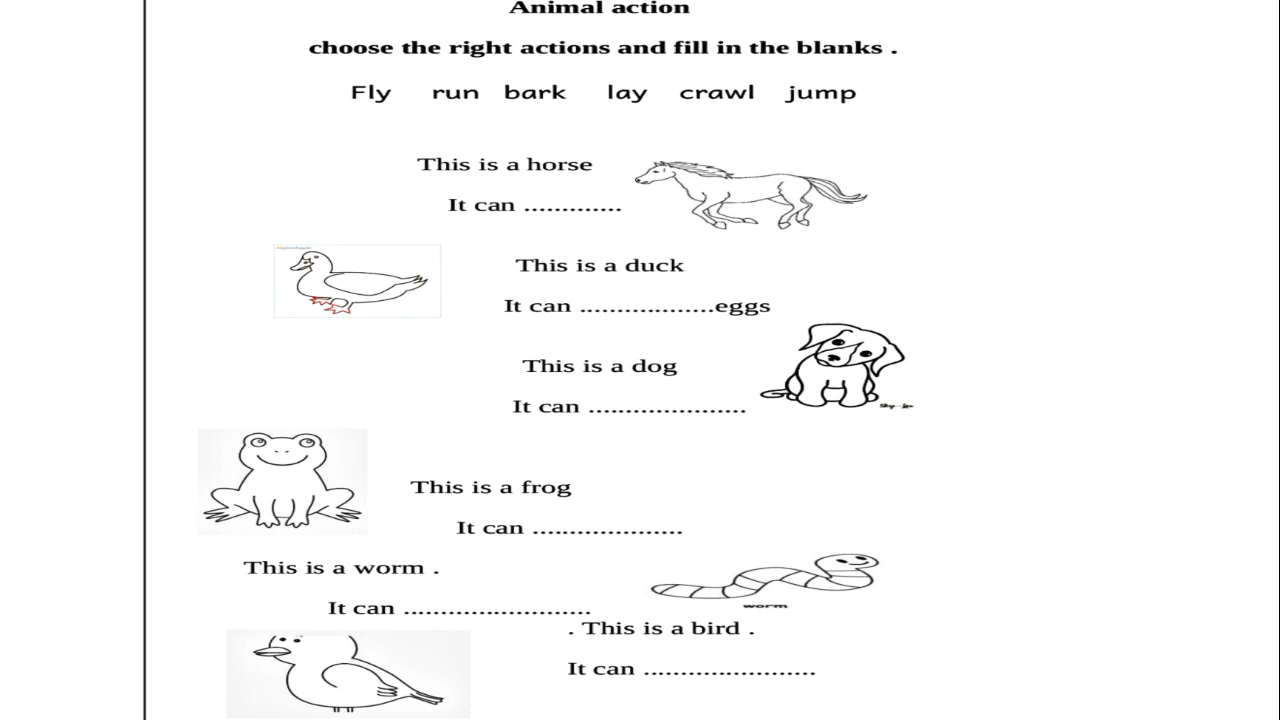 Animal action
choose the right actions and fill in the blanks .
Fly run bark lay crawl jump
This is a horse
It can .............
This is a duck
It can ..................eggs
This is a dog
It can .....................
This is a frog
It can ....................
This is a worm .
It can .........................
worm
. This is a bird .
It can .......................